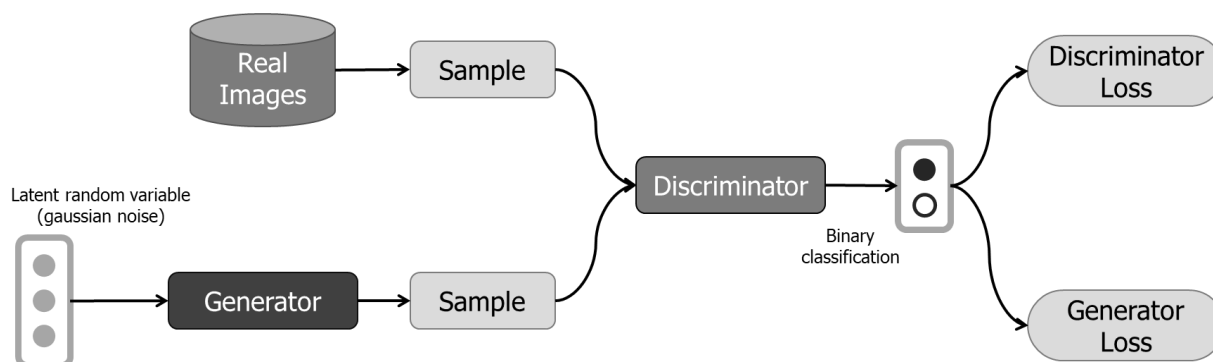 Real
Images
Sample
Discriminator
Loss
Latent random variable
(gaussian noise)
Discriminator
Binary
classification
Generator
Sample
Generator
Loss